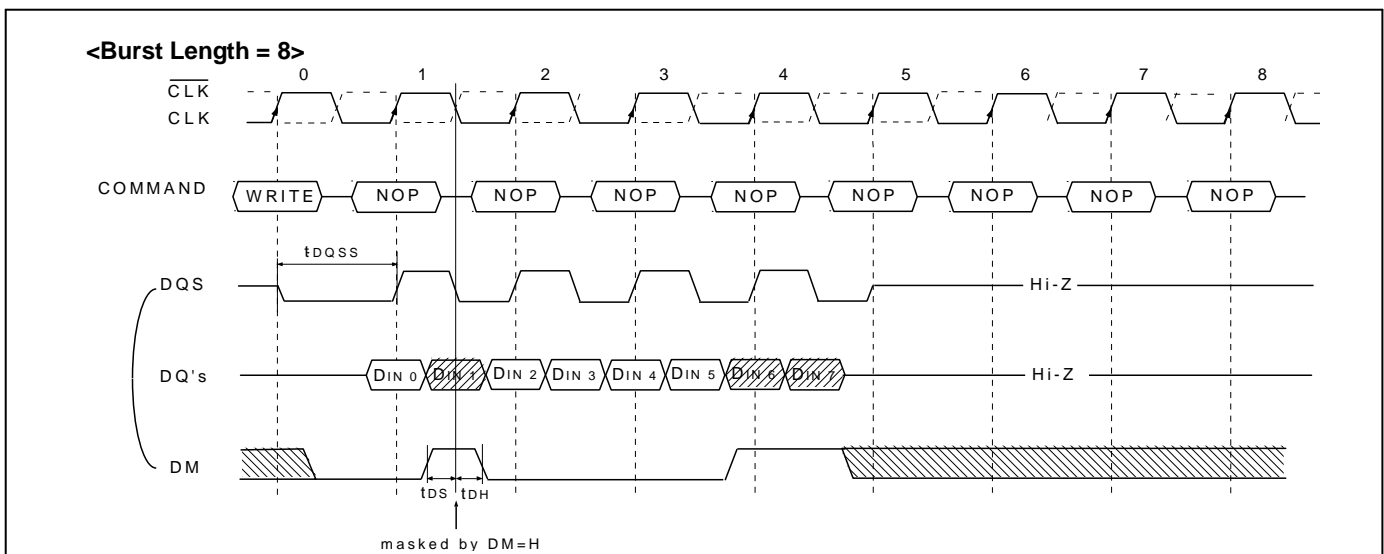 <Burst Length = 8>
0 1 2 3 4 5 6 7 8
CLK
CLK
COMMAND WRITE NOP NOP NOP NOP NOP NOP NOP NOP
tDQSS
DQS Hi-Z
DQ's DIN 0 DIN 1 DIN 2 DIN 3 DIN 4 DIN 5 DIN 6 DIN 7 Hi-Z
DM
tDS tDH
masked by DM=H